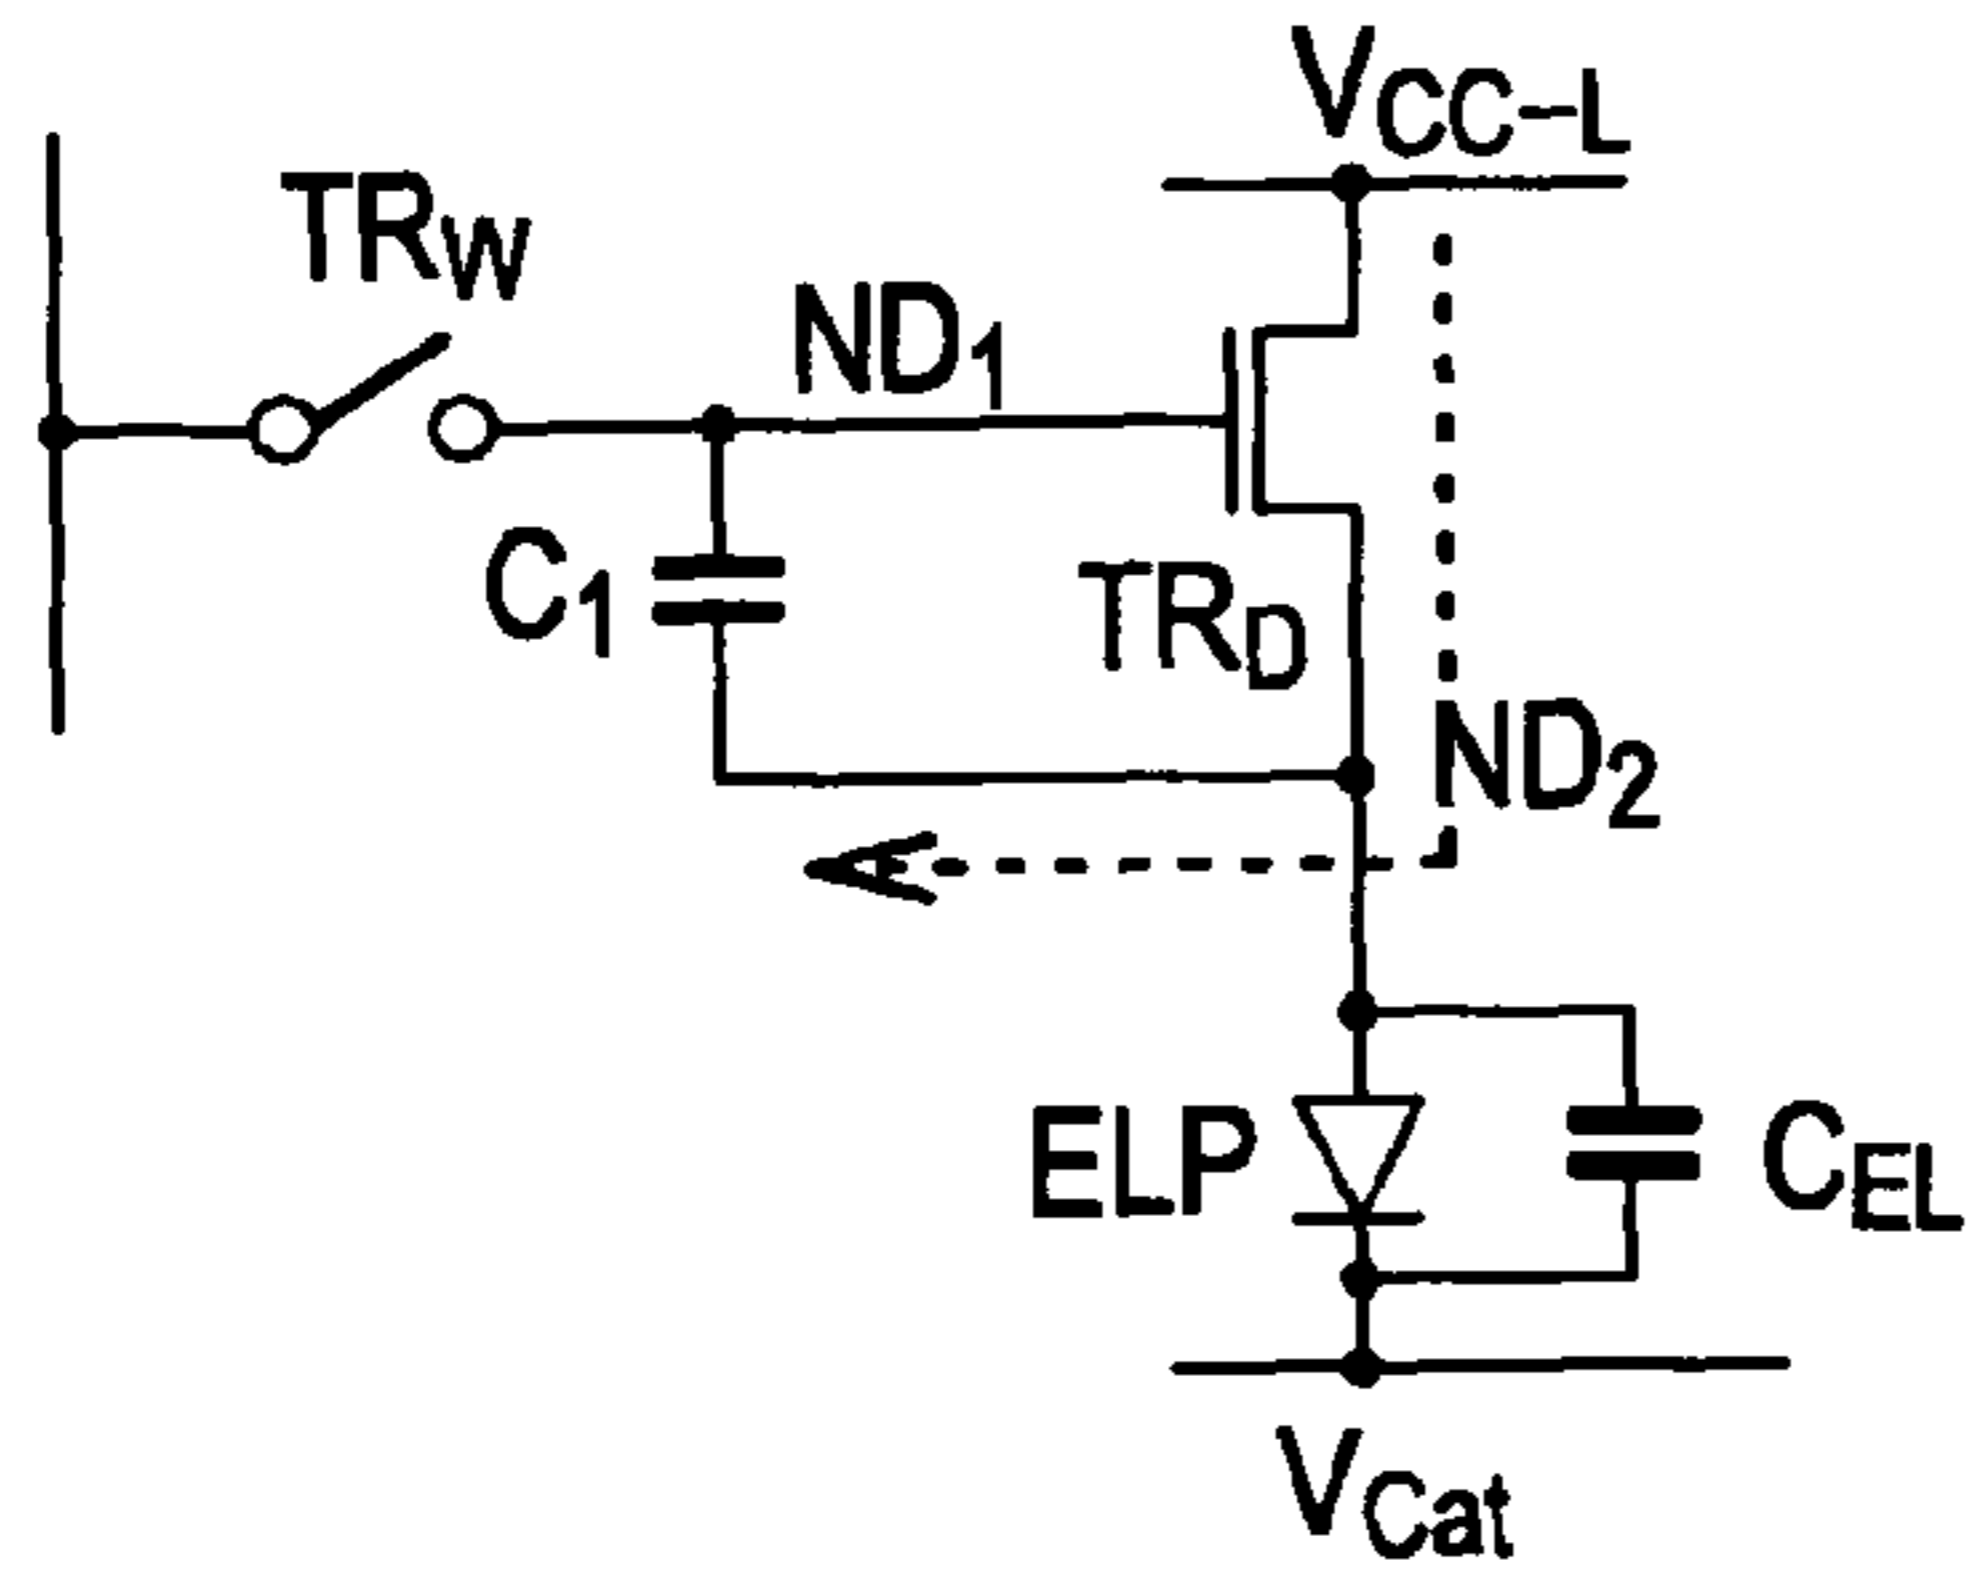 VCC-L
TRW
ND1
C1
TRD
ND2
ELP
CEL
VCat